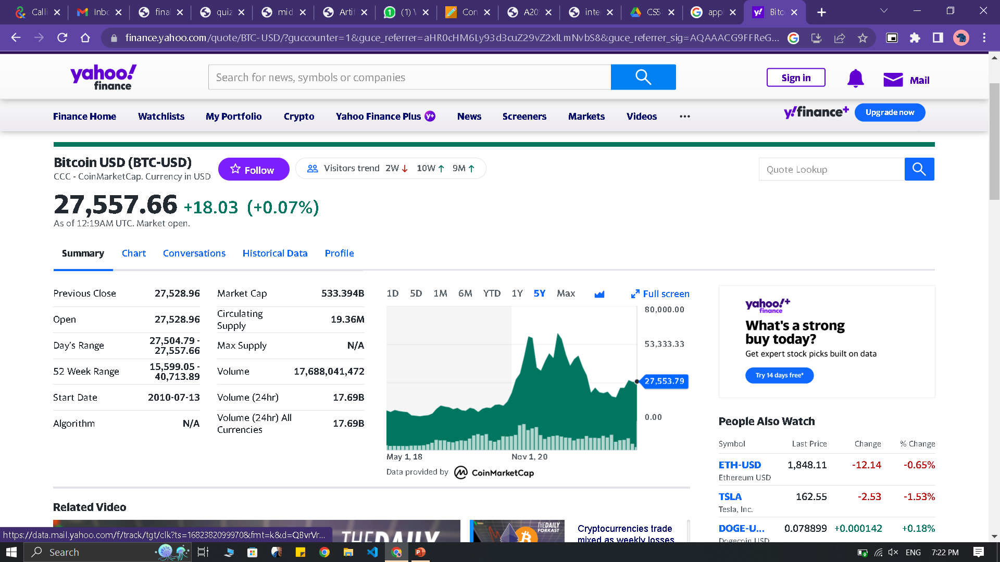 Calli
Inbo
final
quiz
mid
Artif
(1) W
Con
A20
inte
CS5
appl
Bitc
finance.yahoo.com/quote/BTC-USD/?guccounter=1&guce_referrer=aHR0cHM6Ly93d3cuZ29vZ2xlLmNvbS8&guce_referrer_sig=AQAAACG9FFReG...
yahoo!
finance
Search for news, symbols or companies
Sign in
Mail
Finance Home Watchlists My Portfolio Crypto Yahoo Finance Plus y+ News Screeners Markets Videos ...
y!finance+ Upgrade now
Bitcoin USD (BTC-USD)
CCC - CoinMarketCap. Currency in USD
Follow
Visitors trend 2W↓ 10W↑ 9M↑
Quote Lookup
27,557.66 +18.03 (+0.07%)
As of 12:19AM UTC. Market open.
Summary Chart Conversations Historical Data Profile
Previous Close 27,528.96
Open 27,528.96
Day's Range 27,504.79 -
27,557.66
52 Week Range 15,599.05 -
40,713.89
Start Date 2010-07-13
Algorithm N/A
Market Cap 533.394B
Circulating
Supply 19.36M
Max Supply N/A
Volume 17,688,041,472
Volume (24hr) 17.69B
Volume (24hr) All
Currencies 17.69B
1D 5D 1M 6M YTD 1Y 5Y Max Full screen
80,000.00
53,333.33
27,553.79
0.00
May 1, 18 Nov 1, 20
Data provided by CoinMarketCap
yahoo!+
finance
What's a strong
buy today?
Get expert stock picks built on data
Try 14 days free*
People Also Watch
Symbol Last Price Change % Change
ETH-USD 1,848.11 -12.14 -0.65%
Ethereum USD
TSLA 162.55 -2.53 -1.53%
Tesla, Inc.
DOGE-U... 0.078899 +0.000142 +0.18%
Dogecoin USD
Related Video
THE DAILY
THE DAILY
FORKAST
Cryptocurrencies trade
mixed as weekly losses
https://data.mail.yahoo.com/f/track/tgt/clk?ts=1682382099970&fmt=k&d=QBvrVr...
Search
ENG 7:22 PM